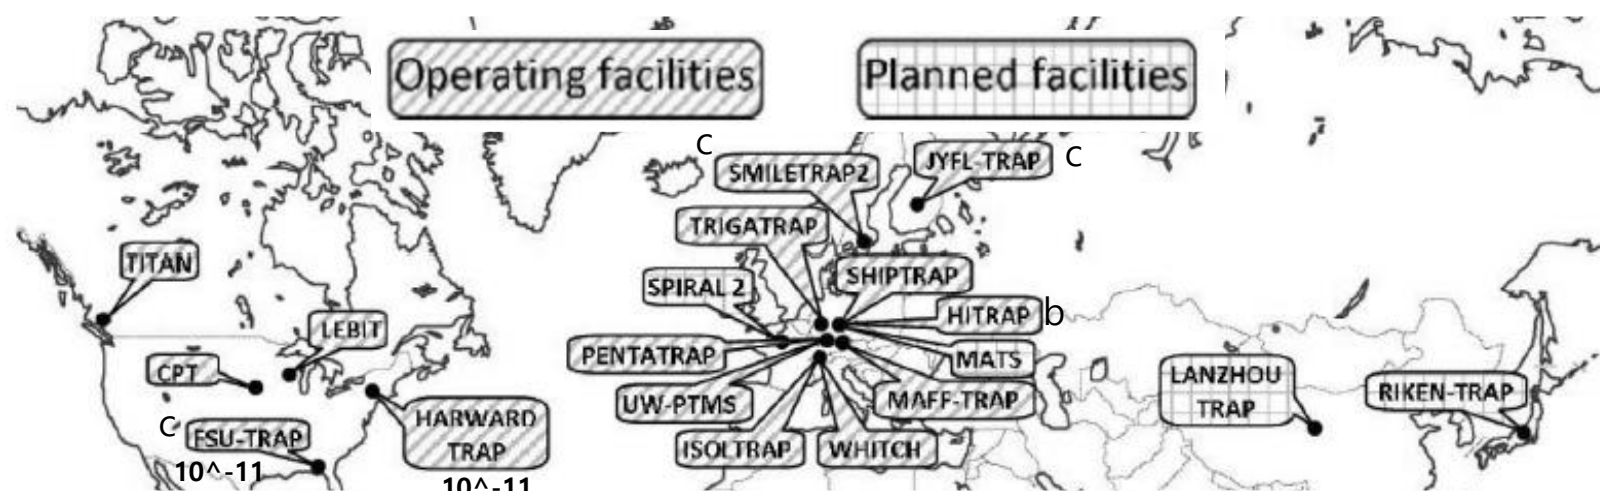 Operating facilities
Planned facilities
C
SMILETRAP2
JYFL-TRAP
C
TRIGATRAP
TITAN
SHIPTRAP
SPIRAL 2
HITRAP
b
LEBIT
PENTATRAP
MATS
CPT
LANZHOU
TRAP
RIKEN-TRAP
UW-PTMS
MAFF-TRAP
HARWARD
TRAP
C
FSU-TRAP
ISOLTRAP
WHITCH
10^-11
10^-11